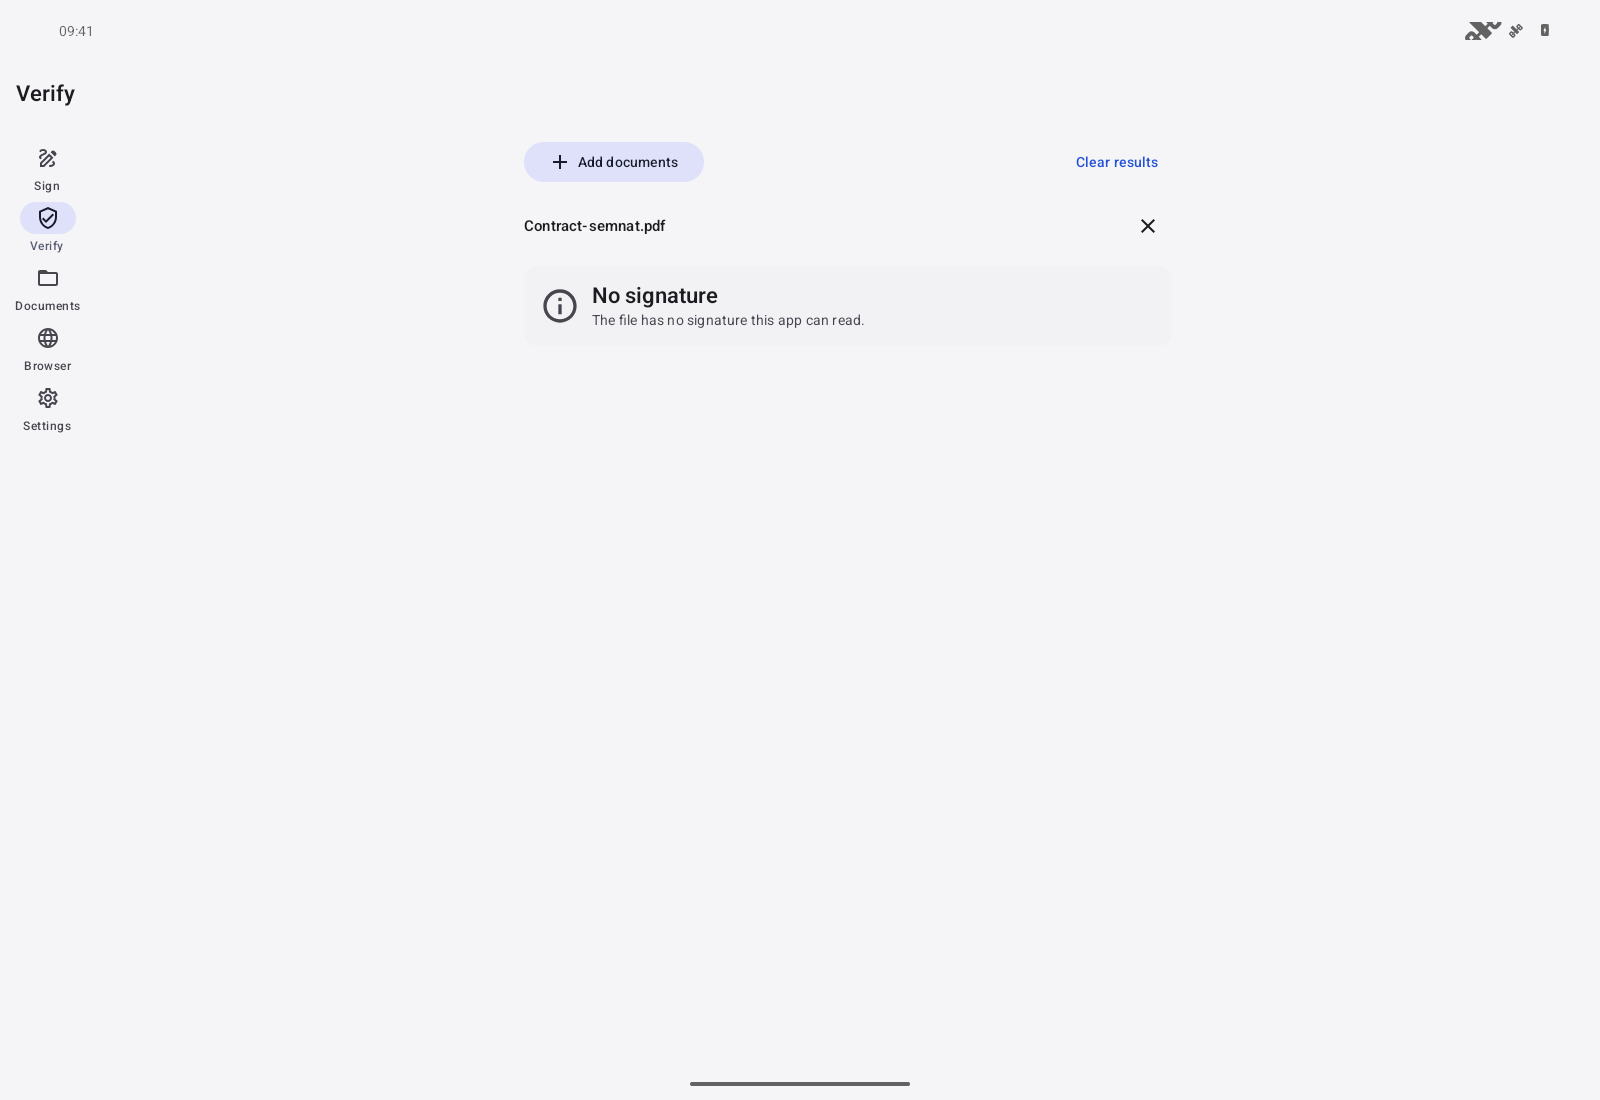 09:41
Verify
Sign
Verify
Documents
Browser
Settings
Add documents
Clear results
Contract-semnat.pdf
No signature
The file has no signature this app can read.